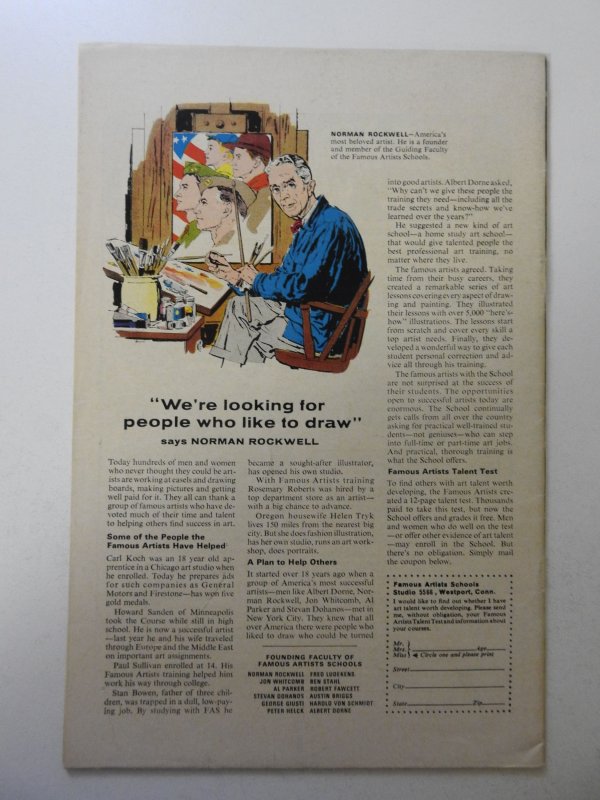 NORMAN ROCKWELL—America's
most beloved artist. He is a founder
and member of the Guiding Faculty
of the Famous Artists Schools.
"We're looking for
people who like to draw"
says NORMAN ROCKWELL
Today hundreds of men and women
who never thought they could be art-
ists are working at easels and drawing
boards, making pictures and getting
well paid for it. They all can thank a
group of famous artists who have de-
voted much of their time and talent
to helping others find success in art.
Some of the People the
Famous Artists Have Helped
Carl Koch was an 18 year old ap-
prentice in a Chicago art studio when
he enrolled. Today he prepares ads
for such companies as General
Motors and Firestone—has won five
gold medals.
Howard Sanden of Minneapolis
took the Course while still in high
school. He is now a successful artist
—last year he and his wife traveled
through Europe and the Middle East
on important art assignments.
Paul Sullivan enrolled at 14. His
Famous Artists training helped him
work his way through college.
Stan Bowen, father of three chil-
dren, was trapped in a dull, low-pay-
ing job. By studying with FAS he
became a sought-after illustrator,
has opened his own studio.
With Famous Artists training
Rosemary Roberts was hired by a
top department store as an artist—
with a big chance to advance.
Oregon housewife Helen Tryk
lives 150 miles from the nearest big
city. But she does fashion illustration,
has her own studio, runs an art work-
shop, does portraits.
A Plan to Help Others
It started over 18 years ago when a
group of America's most successful
artists—men like Albert Dorne, Nor-
man Rockwell, Jon Whitcomb, Al
Parker and Stevan Dohanos—met in
New York City. They knew that all
over America there were people who
liked to draw who could be turned
into good artists. Albert Dorne asked,
"Why can't we give these people the
training they need—including all the
trade secrets and know-how we've
learned over the years?"
He suggested a new kind of art
school—a home study art school—
that would give talented people the
best professional art training, no
matter where they live.
The famous artists agreed. Taking
time from their busy careers, they
created a remarkable series of art
lessons covering every aspect of draw-
ing and painting. They illustrated
their lessons with over 5,000 "here's-
how" illustrations. The lessons start
from scratch and cover every skill a
top artist needs. Finally, they de-
veloped a wonderful way to give each
student personal correction and ad-
vice all through his training.
The famous artists with the School
are not surprised at the success of
their students. The opportunities
open to successful artists today are
enormous. The School continually
gets calls from all over the country
asking for practical well-trained stu-
dents—not geniuses—who can step
into full-time or part-time art jobs.
And practical, thorough training is
what the School offers.
Famous Artists Talent Test
To find others with art talent worth
developing, the Famous Artists cre-
ated a 12-page talent test. Thousands
paid to take this test, but now the
School offers and grades it free. Men
and women who do well on the test
—or offer other evidence of art talent
—may enroll in the School. But
there's no obligation. Simply mail
the coupon below.
FOUNDING FACULTY OF
FAMOUS ARTISTS SCHOOLS
NORMAN ROCKWELL FRED LUDEKENS
JON WHITCOMB BEN STAHL
AL PARKER ROBERT FAWCETT
STEVAN DOHANOS AUSTIN BRIGGS
GEORGE GIUSTI HAROLD VON SCHMIDT
PETER HELCK ALBERT DORNE
Famous Artists Schools
Studio 5566, Westport, Conn.
I would like to find out whether I have
art talent worth developing. Please send
me, without obligation, your Famous
Artists Talent Test and information about
your courses.
Mr.
Mrs. Age
Miss Circle one and please print
Street
City
State Zip